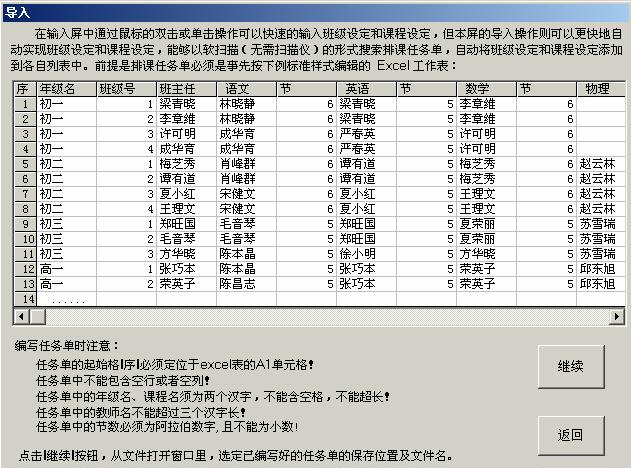 导入
在输入屏中通过鼠标的双击或单击操作可以快速的输入班级设定和课程设定，但本屏的导入操作则可以更快地自
动实现班级设定和课程设定，能够以软扫描（无需扫描仪）的形式搜索排课任务单，自动将班级设定和课程设定添加
到各自列表中。前提是排课任务单必须是事先按下例标准样式编辑的 Excel 工作表：
序 年级名 班级号 班主任 语文 节 英语 节 数学 节 物理
1 初一 1 梁青晓 林晓静 6 梁青晓 5 李章维 6
2 初一 2 李章维 林晓静 6 梁青晓 5 李章维 6
3 初一 3 许可明 成华育 6 严春英 5 许可明 6
4 初一 4 成华育 成华育 6 严春英 5 许可明 6
5 初二 1 梅芝秀 肖峰群 6 谭有道 5 梅芝秀 6 赵云林
6 初二 2 谭有道 肖峰群 6 谭有道 5 梅芝秀 6 赵云林
7 初二 3 夏小红 宋健文 6 夏小红 5 王理文 6 赵云林
8 初二 4 王理文 宋健文 6 夏小红 5 王理文 6 赵云林
9 初三 1 郑旺国 毛音琴 5 郑旺国 5 夏荣丽 5 苏雪瑞
10 初三 2 毛音琴 毛音琴 5 郑旺国 5 夏荣丽 5 苏雪瑞
11 初三 3 方华晓 陈本晶 5 徐小明 5 方华晓 5 苏雪瑞
12 高一 1 张巧本 陈本晶 5 张巧本 5 荣英子 5 邱东旭
13 高一 2 荣英子 陈昌志 5 张巧本 5 荣英子 5 邱东旭
14 ......
编写任务单时注意：
任务单的起始格|序|必须定位于excel表的A1单元格!
任务单中不能包含空行或者空列!
任务单中的年级名、课程名须为两个汉字，不能含空格，不能超长!
任务单中的教师名不能超过三个汉字长!
任务单中的节数必须为阿拉伯数字,且不能为小数!
继续
返回
点击|继续|按钮，从文件打开窗口里，选定已编写好的任务单的保存位置及文件名。